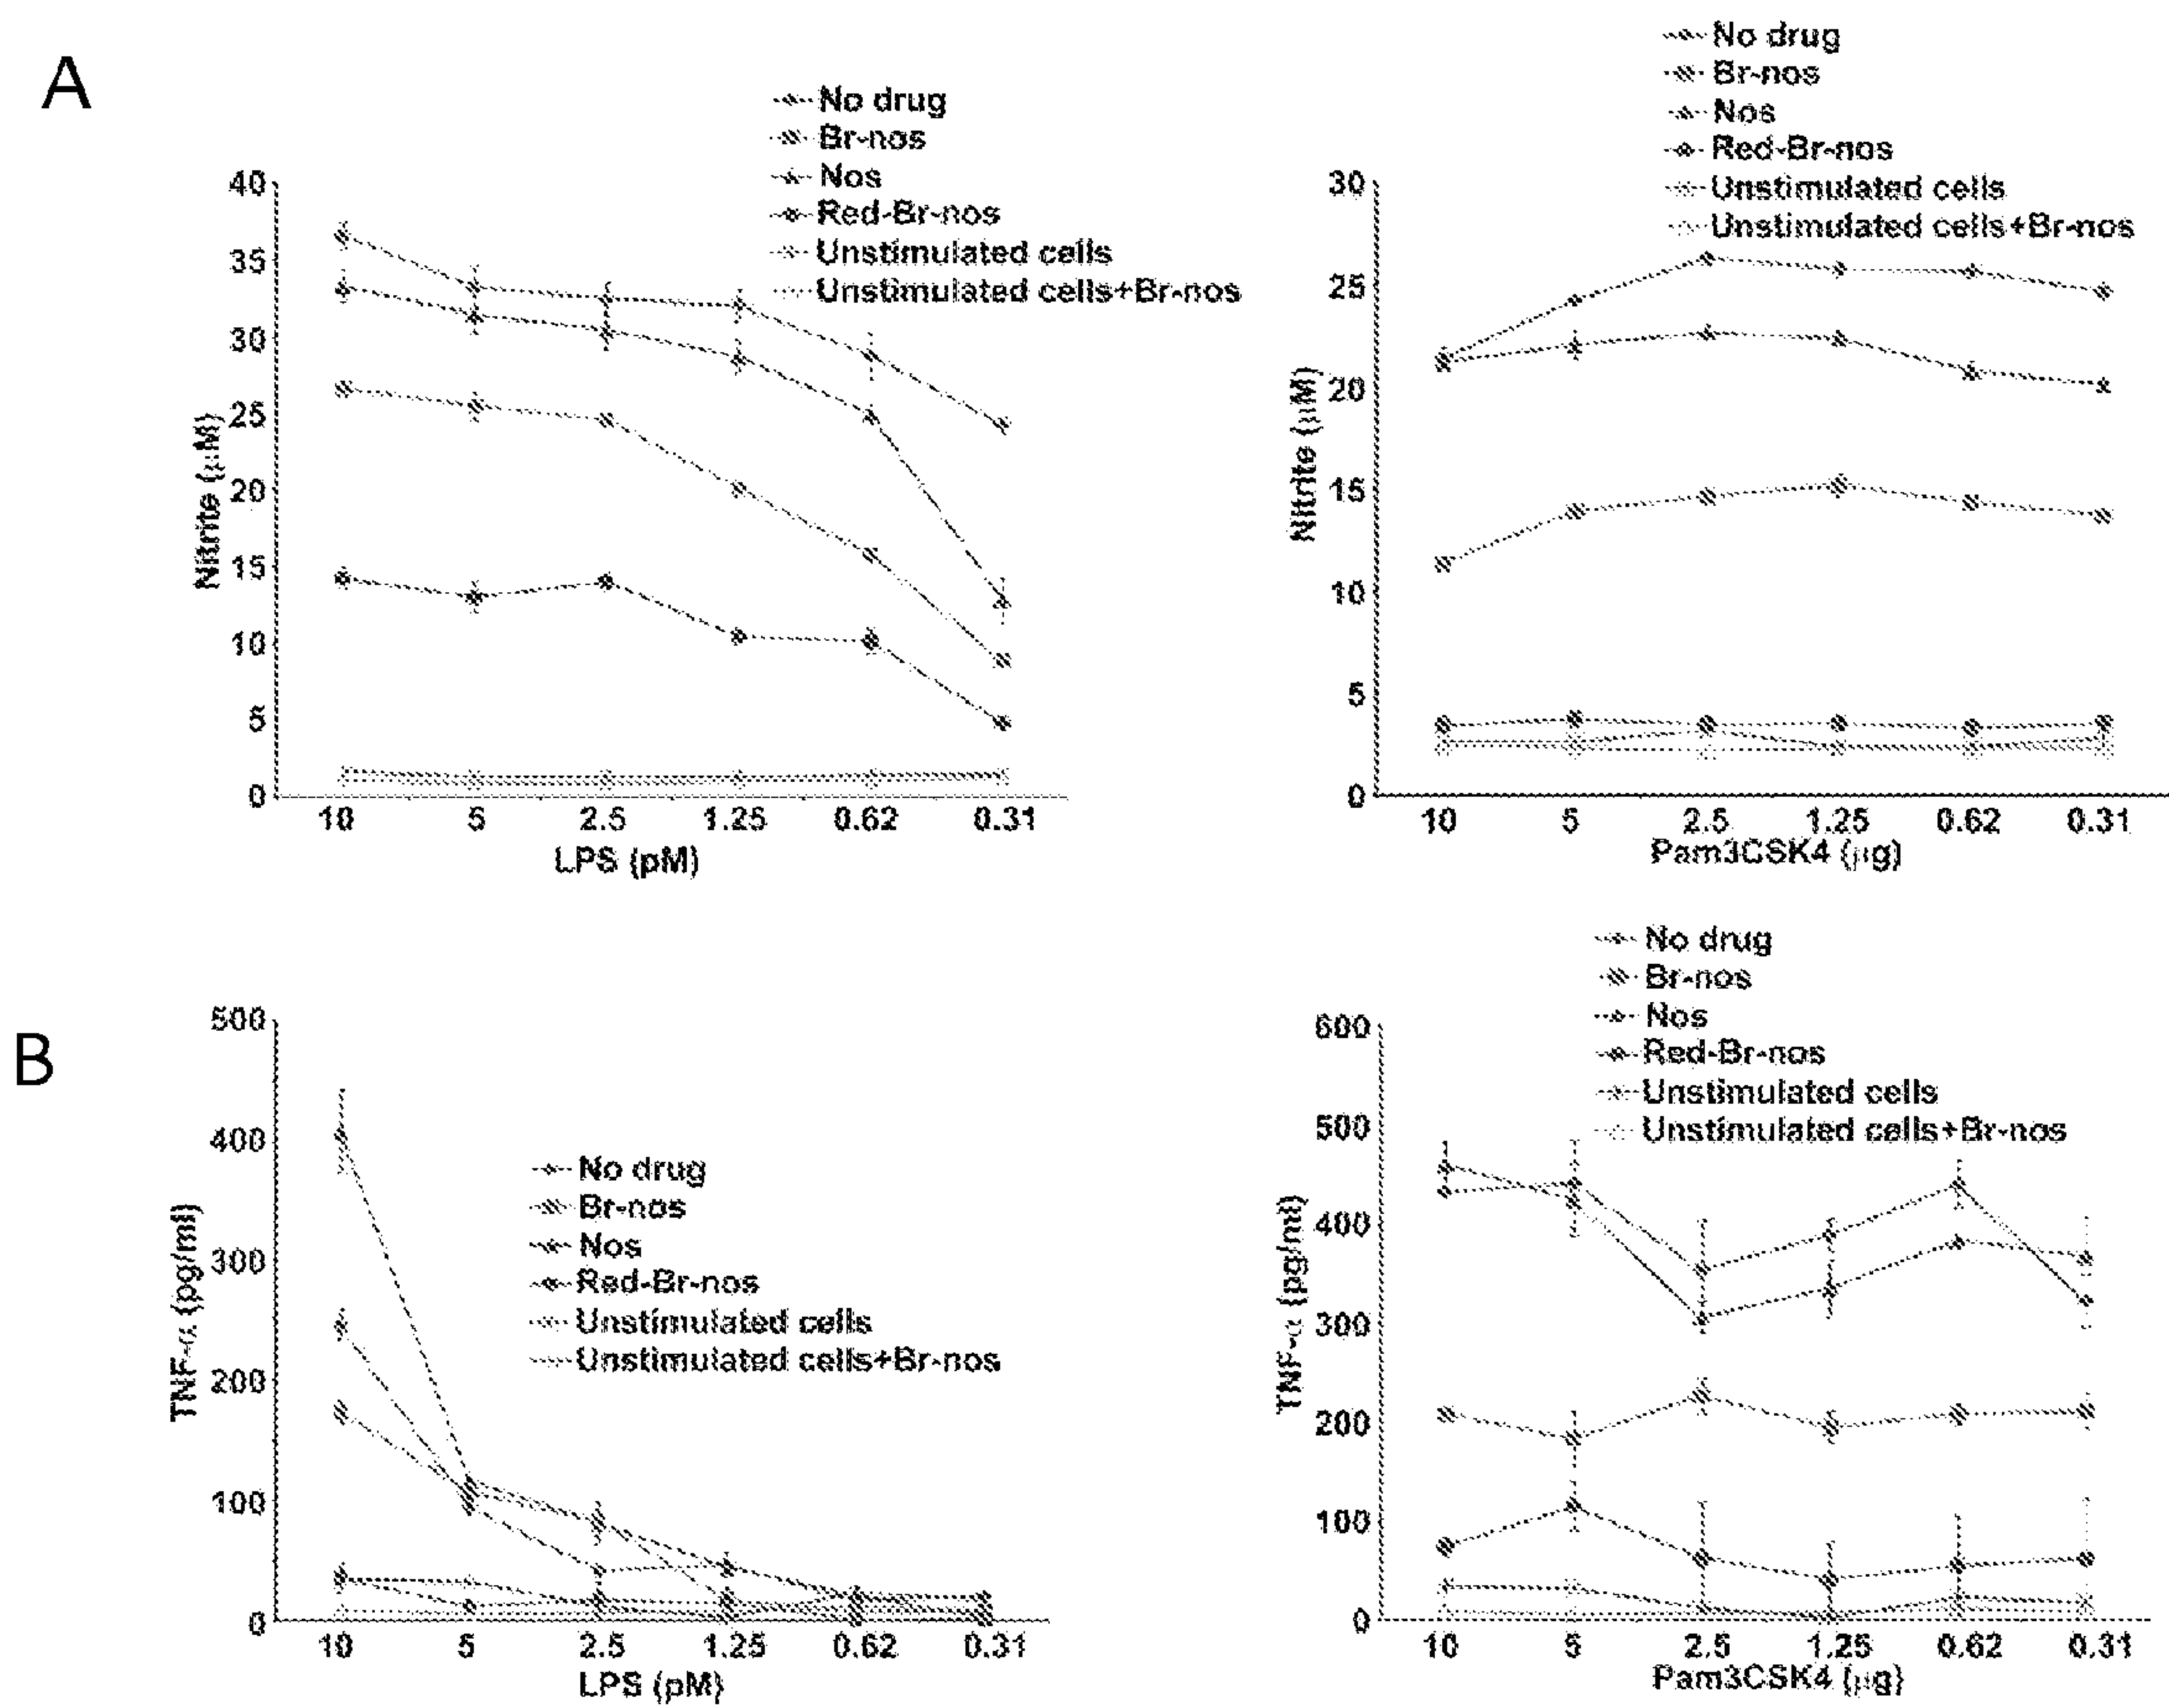 A
No drug
Br-nos
Nos
Red-Br-nos
Unstimulated cells
Unstimulated cells+Br-nos
40
35
30
25
20
15
10
5
0
Nitrite (μM)
10 5 2.5 1.25 0.62 0.31
LPS (pM)
No drug
Br-nos
Nos
Red-Br-nos
Unstimulated cells
Unstimulated cells+Br-nos
30
25
20
15
10
5
0
Nitrite (μM)
10 5 2.5 1.25 0.62 0.31
Pam3CSK4 (μg)
B
500
400
300
200
100
0
TNF-α (pg/ml)
No drug
Br-nos
Nos
Red-Br-nos
Unstimulated cells
Unstimulated cells+Br-nos
10 5 2.5 1.25 0.62 0.31
LPS (pM)
No drug
Br-nos
Nos
Red-Br-nos
Unstimulated cells
Unstimulated cells+Br-nos
600
500
400
300
200
100
0
TNF-α (pg/ml)
10 5 2.5 1.25 0.62 0.31
Pam3CSK4 (μg)